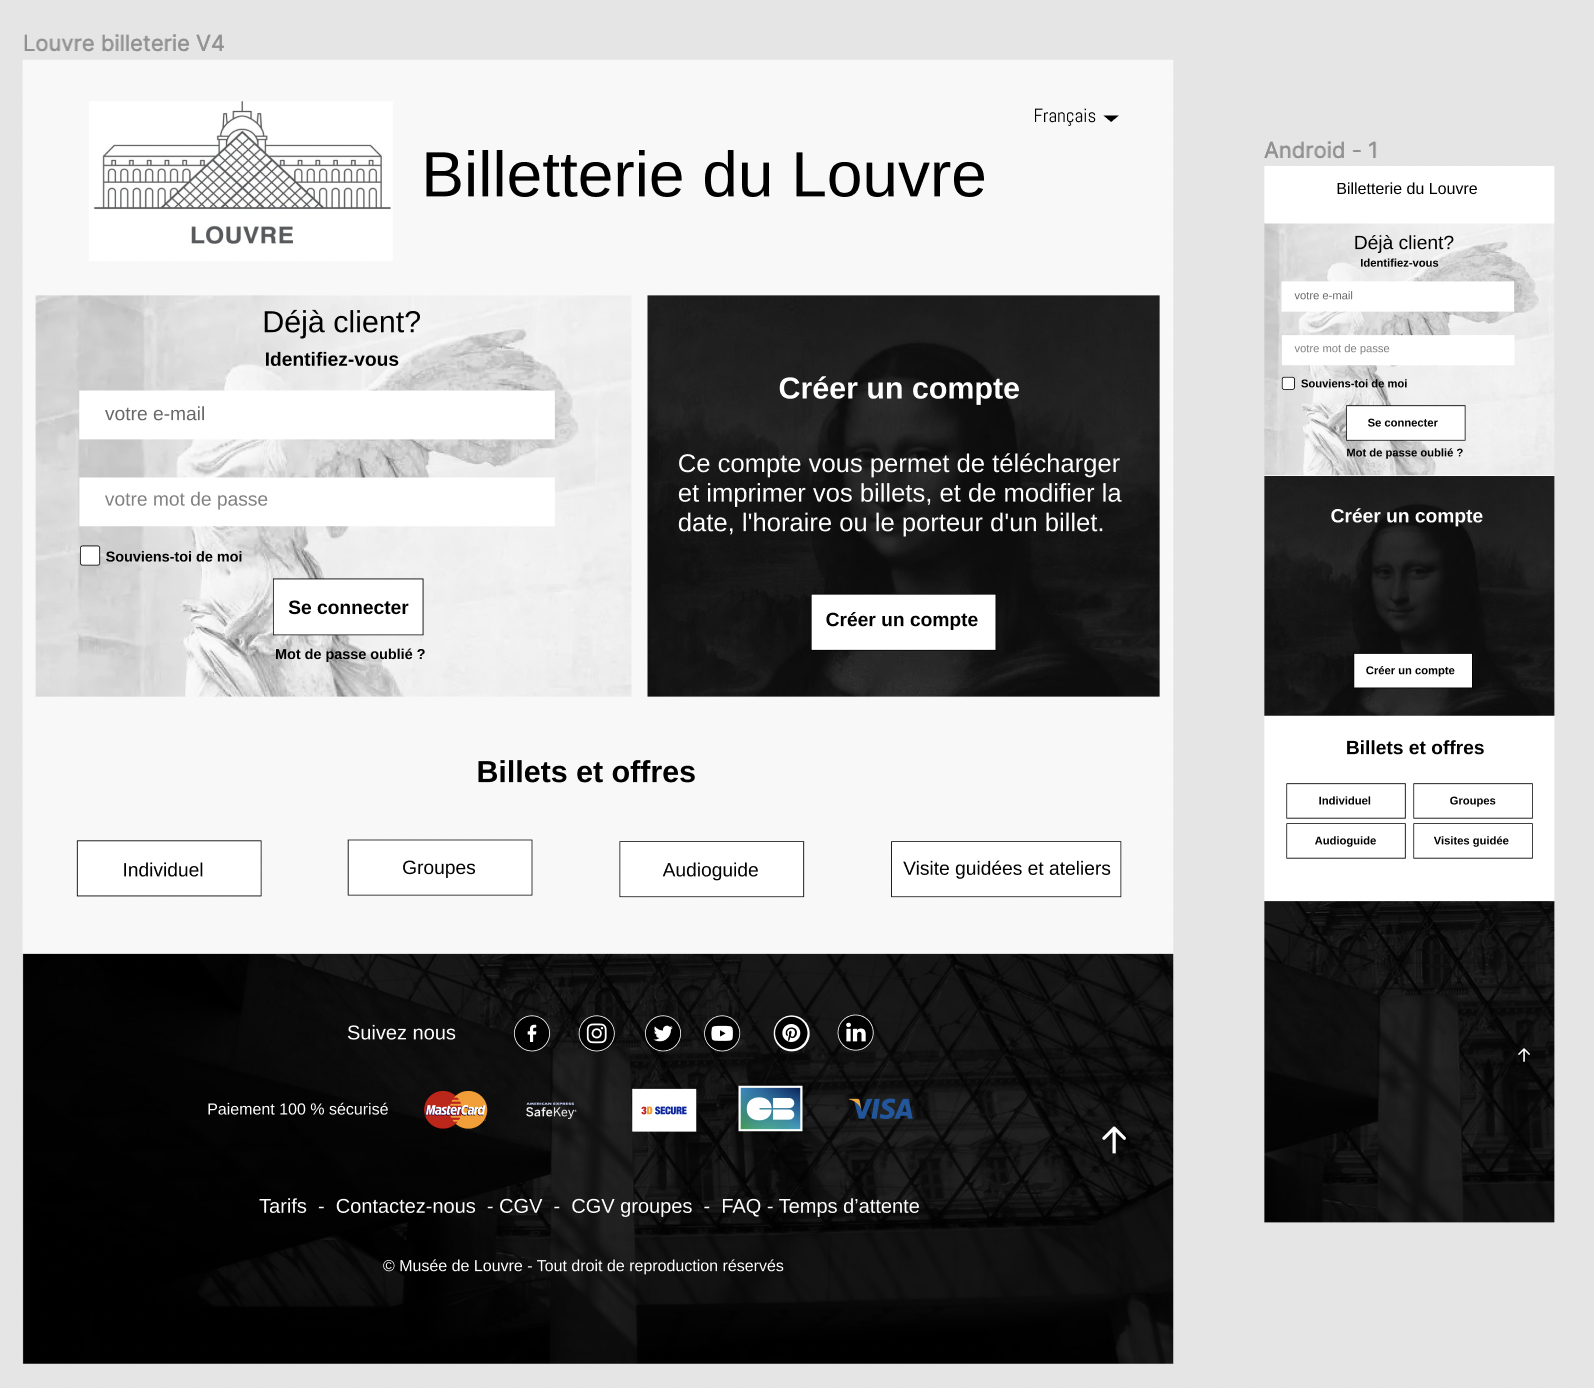 Louvre billeterie V4
Français
Billetterie du Louvre
LOUVRE
Déjà client?
Identifiez-vous
votre e-mail
votre mot de passe
Souviens-toi de moi
Se connecter
Mot de passe oublié ?
Créer un compte
Ce compte vous permet de télécharger
et imprimer vos billets, et de modifier la
date, l'horaire ou le porteur d'un billet.
Créer un compte
Billets et offres
Individuel
Groupes
Audioguide
Visite guidées et ateliers
Suivez nous
Paiement 100 % sécurisé
MasterCard
AMERICAN EXPRESS
SafeKey
3D SECURE
CB
VISA
Tarifs - Contactez-nous - CGV - CGV groupes - FAQ - Temps d’attente
© Musée de Louvre - Tout droit de reproduction réservés
Android - 1
Billetterie du Louvre
Déjà client?
Identifiez-vous
votre e-mail
votre mot de passe
Souviens-toi de moi
Se connecter
Mot de passe oublié ?
Créer un compte
Créer un compte
Billets et offres
Individuel
Groupes
Audioguide
Visites guidée